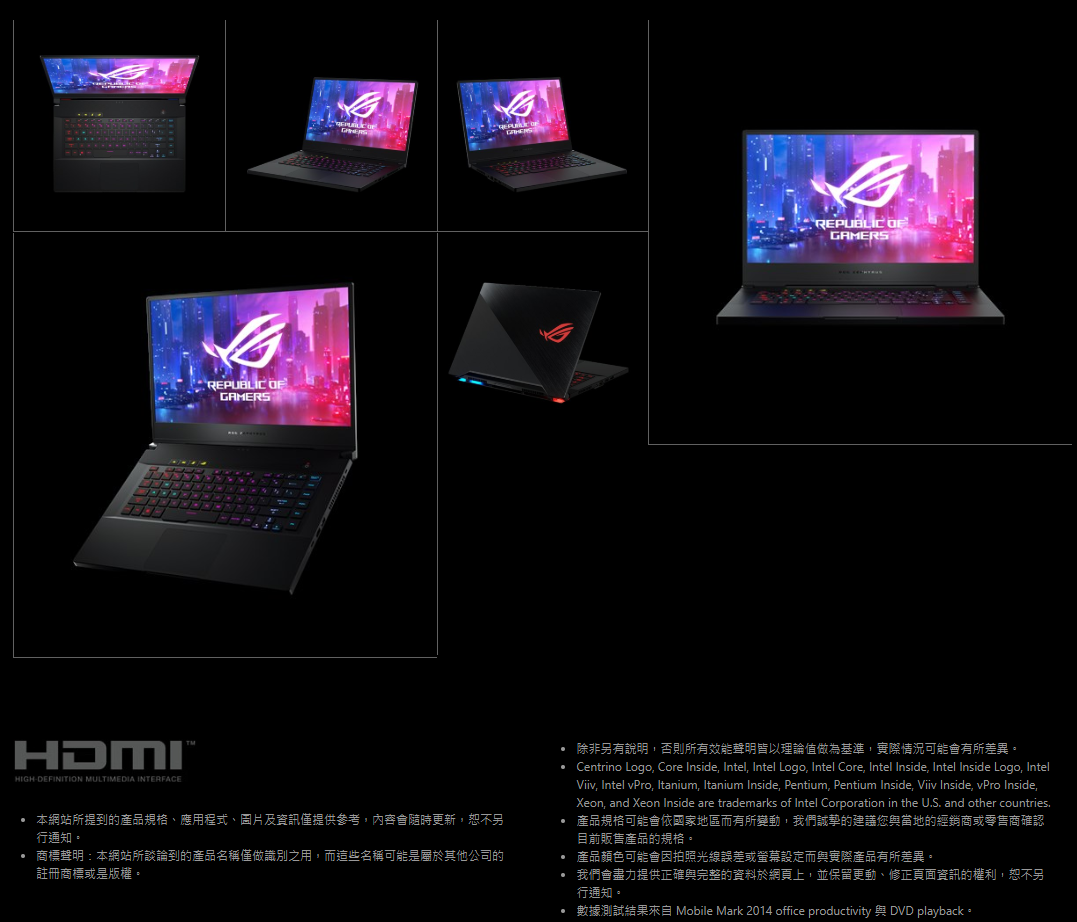 REPUBLIC OF
GAMERS
REPUBLIC OF
GAMERS
REPUBLIC OF
GAMERS
REPUBLIC OF
GAMERS
REPUBLIC OF
GAMERS
HDMI™
HIGH-DEFINITION MULTIMEDIA INTERFACE
• 本網站所提到的產品規格、應用程式、圖片及資訊僅提供參考，內容會隨時更新，恕不另
行通知。
• 商標聲明：本網站所談論到的產品名稱僅做識別之用，而這些名稱可能是屬於其他公司的
註冊商標或是版權。
• 除非另有說明，否則所有效能聲明皆以理論值做為基準，實際情況可能會有所差異。
• Centrino Logo, Core Inside, Intel, Intel Logo, Intel Core, Intel Inside, Intel Inside Logo, Intel
Viiv, Intel vPro, Itanium, Itanium Inside, Pentium, Pentium Inside, Viiv Inside, vPro Inside,
Xeon, and Xeon Inside are trademarks of Intel Corporation in the U.S. and other countries.
• 產品規格可能會依國家地區而有所變動，我們誠摯的建議您與當地的經銷商或零售商確認
目前販售產品的規格。
• 產品顏色可能會因拍照光線誤差或螢幕設定而與實際產品有所差異。
• 我們會盡力提供正確與完整的資料於網頁上，並保留更動、修正頁面資訊的權利，恕不另
行通知。
• 數據測試結果來自 Mobile Mark 2014 office productivity 與 DVD playback。